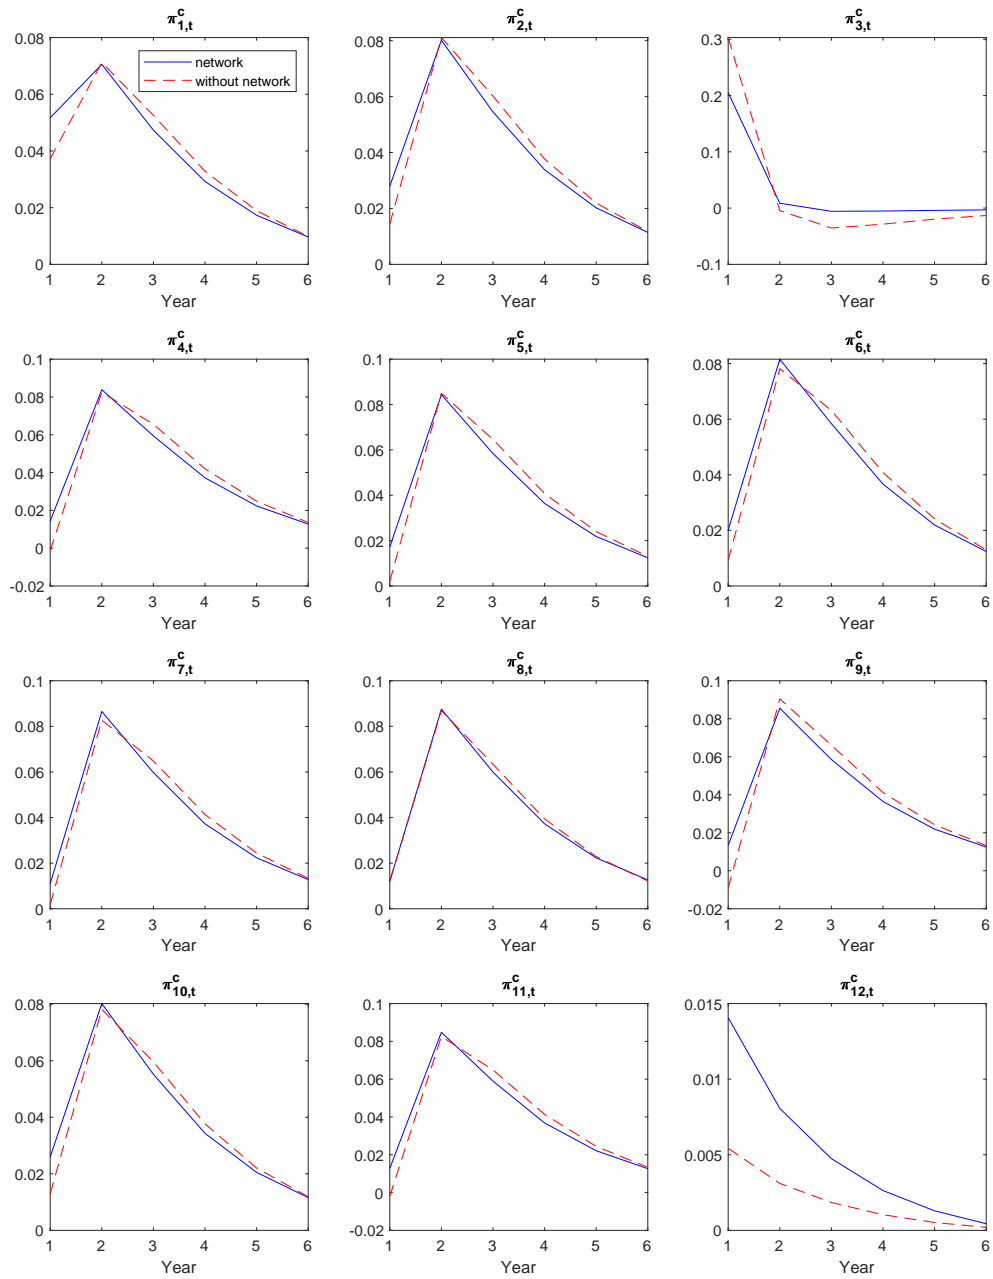 π^c_{1,t} π^c_{2,t} π^c_{3,t}
0.08 0.08 0.3
network
without network
0.06 0.06 0.2
0.04 0.04 0.1
0.02 0.02 0
0 0 -0.1
1 2 3 4 5 6 1 2 3 4 5 6 1 2 3 4 5 6
Year Year Year
π^c_{4,t} π^c_{5,t} π^c_{6,t}
0.1 0.1 0.08
0.08 0.08 0.06
0.06 0.06 0.04
0.04 0.04 0.02
0.02 0.02 0
0 0
-0.02
1 2 3 4 5 6 1 2 3 4 5 6 1 2 3 4 5 6
Year Year Year
π^c_{7,t} π^c_{8,t} π^c_{9,t}
0.1 0.1 0.1
0.08 0.08 0.08
0.06 0.06 0.06
0.04 0.04 0.04
0.02 0.02 0.02
0 0 0
-0.02
1 2 3 4 5 6 1 2 3 4 5 6 1 2 3 4 5 6
Year Year Year
π^c_{10,t} π^c_{11,t} π^c_{12,t}
0.08 0.1 0.015
0.06 0.08 0.01
0.04 0.06 0.005
0.02 0.04 0
0 0.02
0
-0.02
1 2 3 4 5 6 1 2 3 4 5 6 1 2 3 4 5 6
Year Year Year